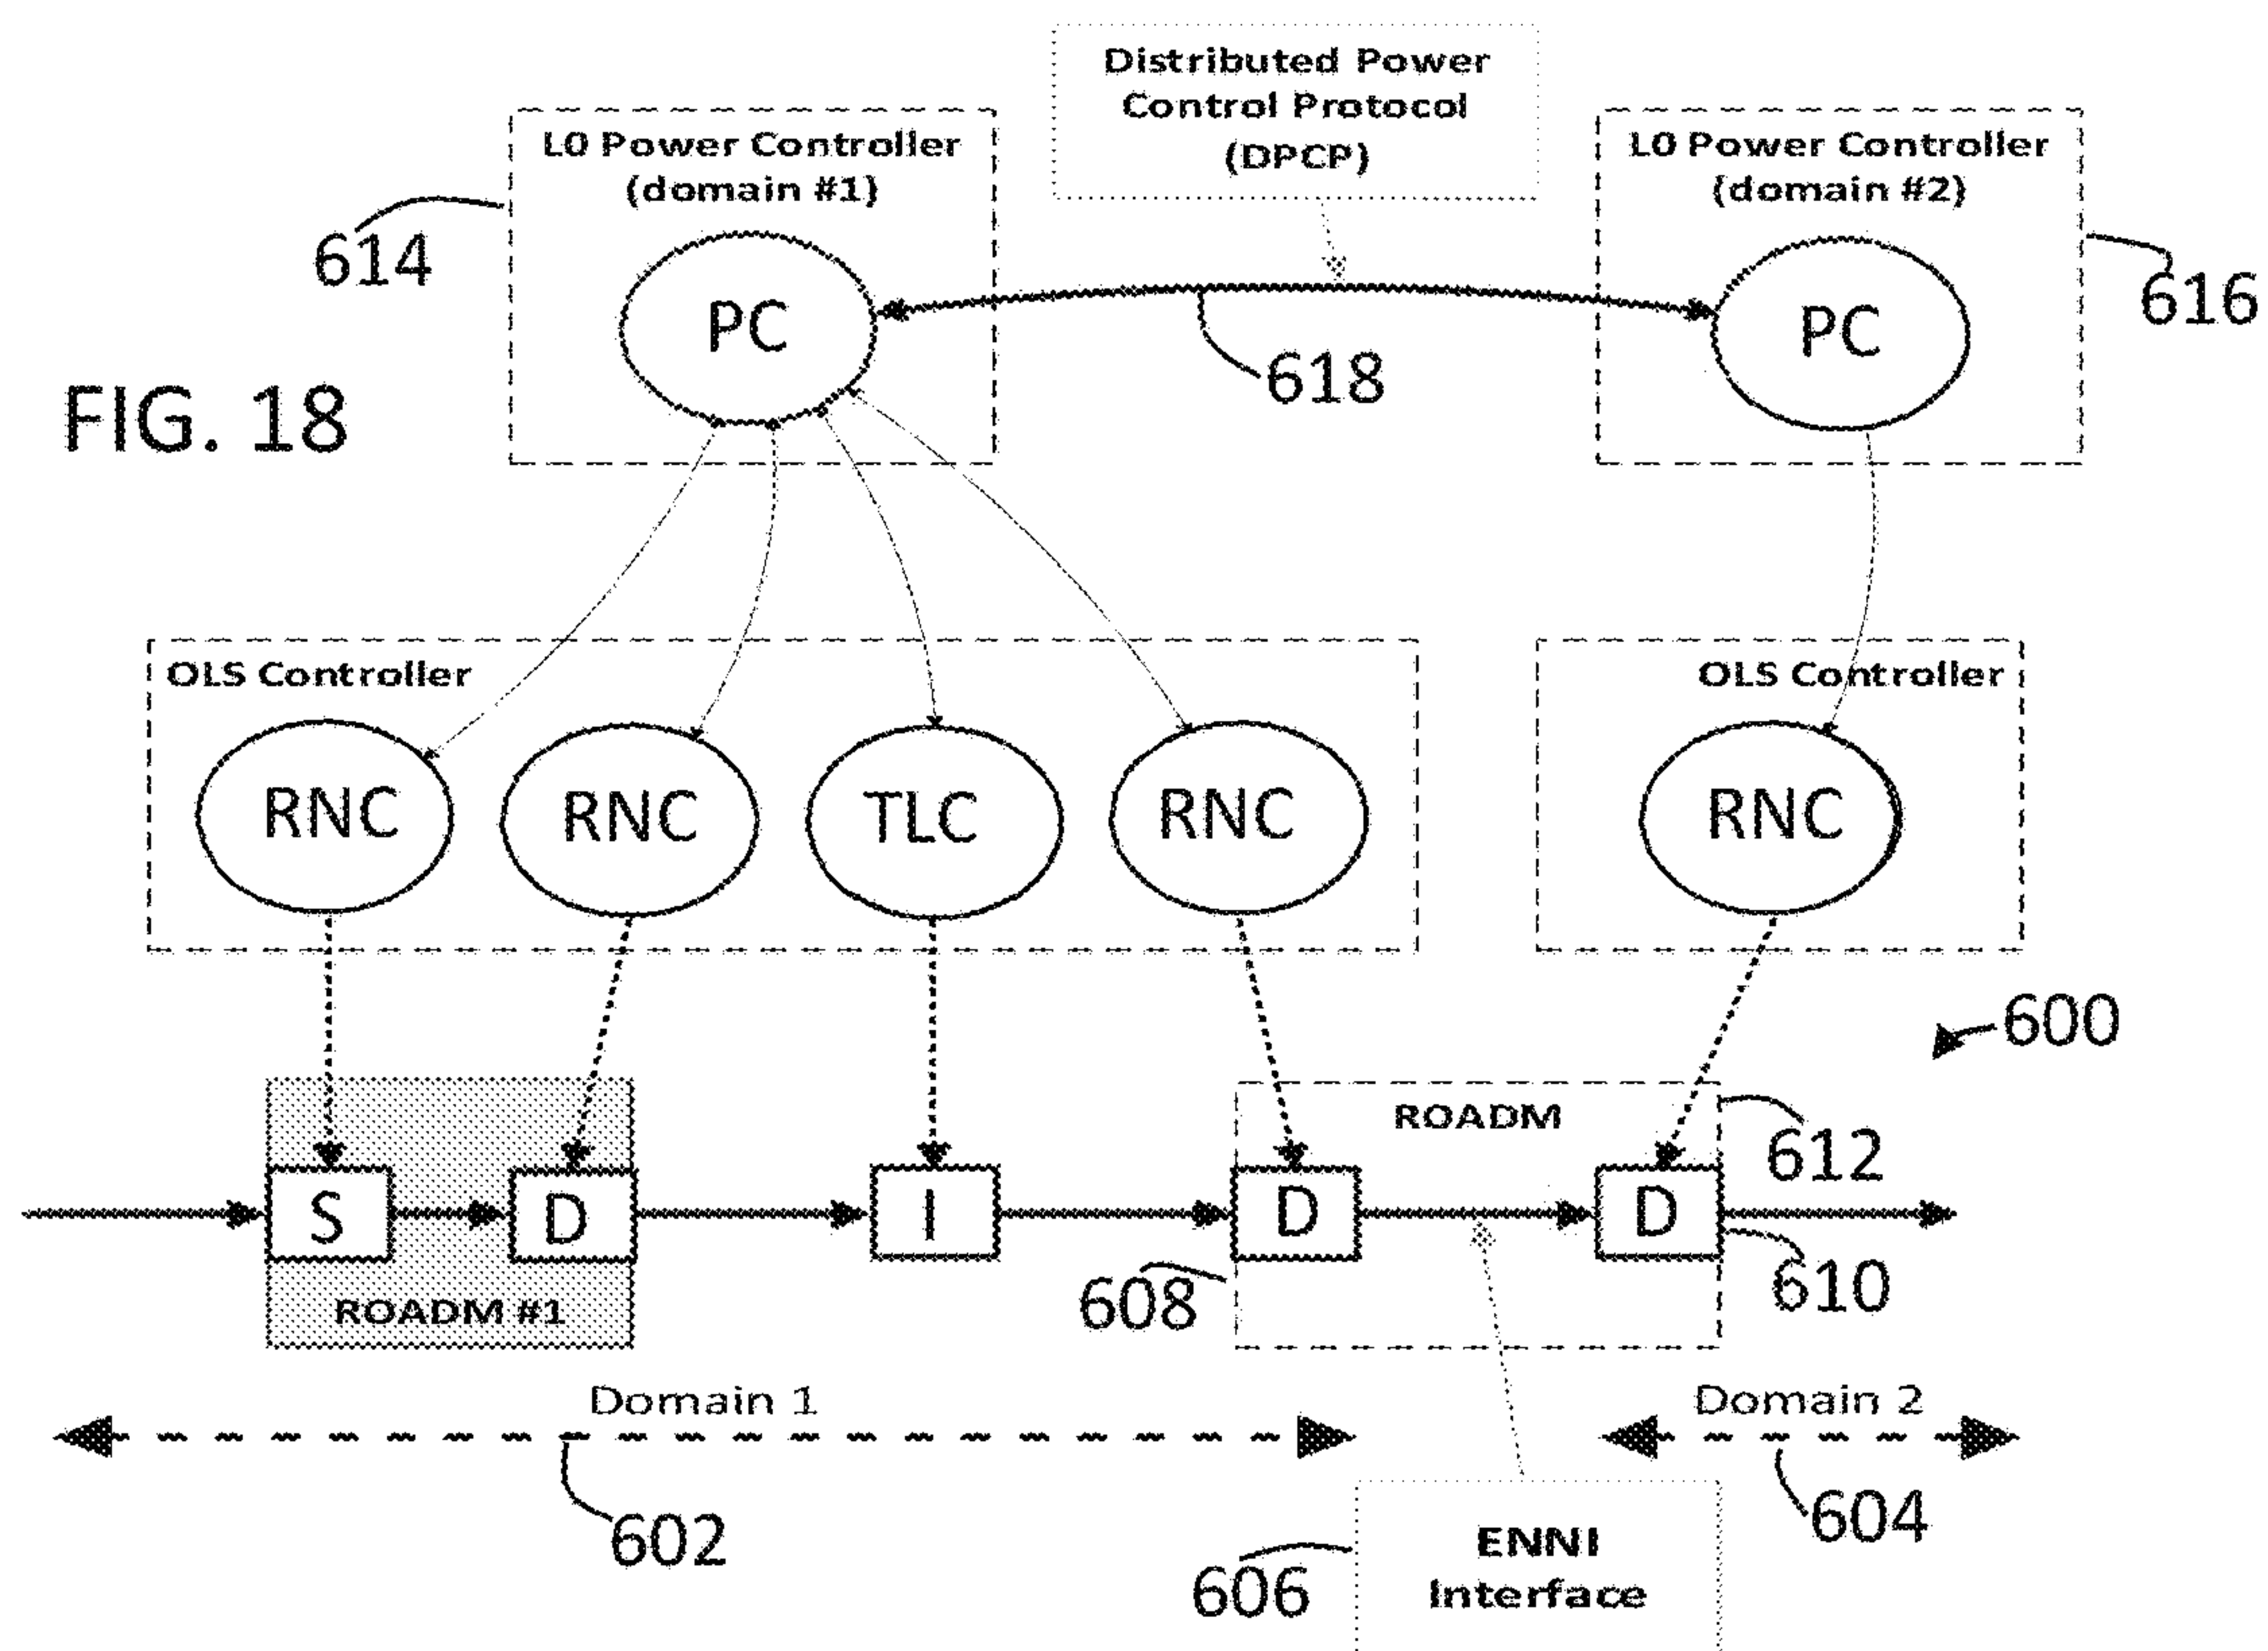 Distributed Power
Control Protocol
(DPCP)
L0 Power Controller
(domain #1)
L0 Power Controller
(domain #2)
614
PC
PC
616
618
FIG. 18
OLS Controller
OLS Controller
RNC
RNC
TLC
RNC
RNC
600
ROADM
612
S
D
I
D
D
608
610
ROADM #1
Domain 1
Domain 2
602
604
606
ENNI
Interface